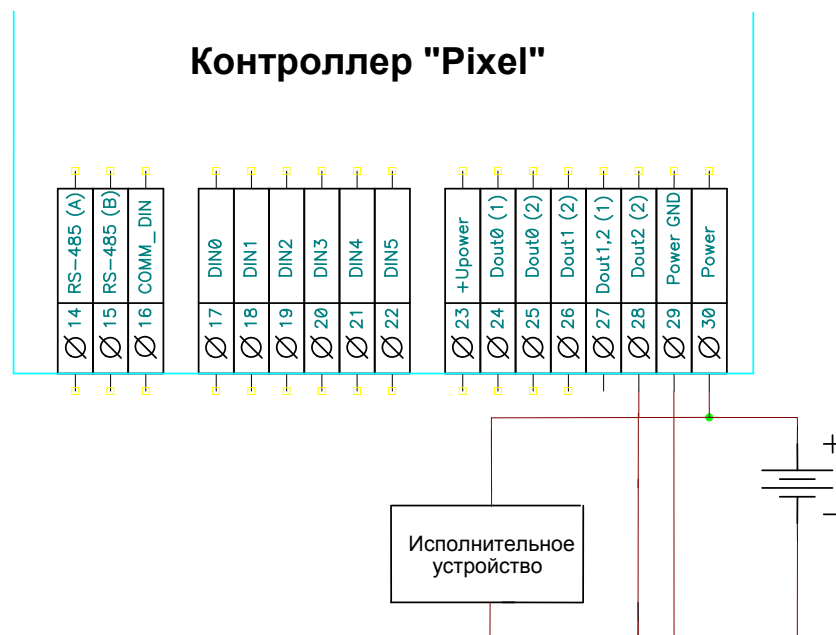 Контроллер "Pixel"
14 RS-485 (A)
15 RS-485 (B)
16 COMM_DIN
17 DIN0
18 DIN1
19 DIN2
20 DIN3
21 DIN4
22 DIN5
23 +Upower
24 Dout0 (1)
25 Dout0 (2)
26 Dout1 (2)
27 Dout1,2 (1)
28 Dout2 (2)
29 Power GND
30 Power
+
−
Исполнительное
устройство